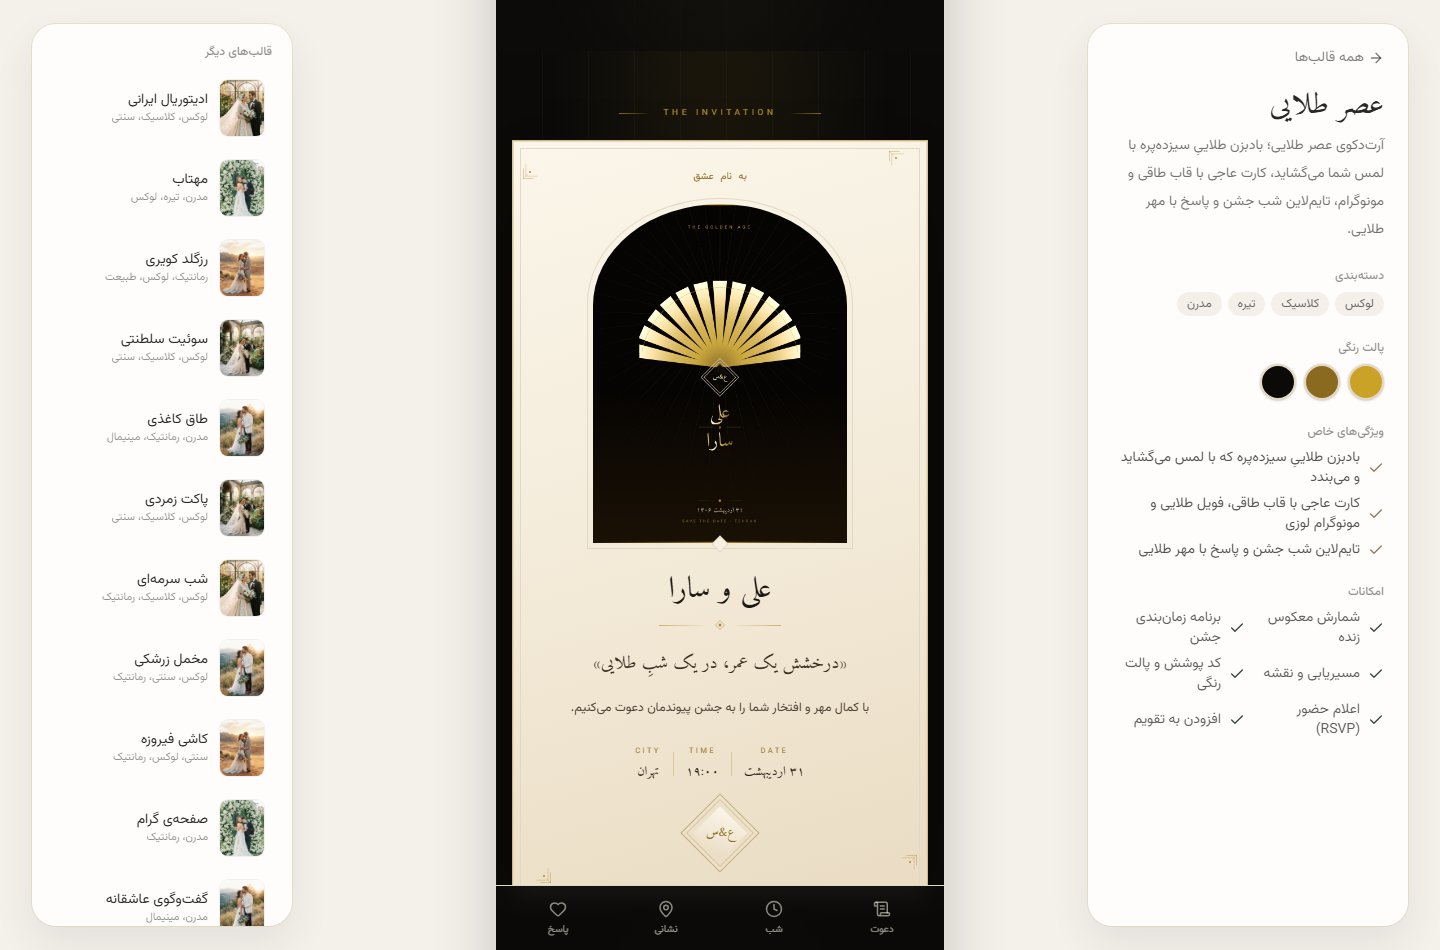 همه قالب‌ها
عصر طلایی
آرت‌دکوی عصر طلایی؛ بادبزن طلاییِ سیزده‌پره با
لمس شما می‌گشاید، کارت عاجی با قاب طاقی و
مونوگرام، تایم‌لاین شب جشن و پاسخ با مهر
طلایی.
دسته‌بندی
لوکس
کلاسیک
تیره
مدرن
پالت رنگی
ویژگی‌های خاص
بادبزن طلاییِ سیزده‌پره که با لمس می‌گشاید
و می‌بندد
کارت عاجی با قاب طاقی، فویل طلایی و
مونوگرام لوزی
تایم‌لاین شب جشن و پاسخ با مهر طلایی
امکانات
شمارش معکوس
زنده
برنامه زمان‌بندی
جشن
مسیریابی و نقشه
کد پوشش و پالت
رنگی
اعلام حضور
(RSVP)
افزودن به تقویم
THE INVITATION
به نام عشق
THE GOLDEN AGE
ع&س
علی
سارا
۳۱ اردیبهشت ۱۴۰۶
SAVE THE DATE · TEHRAN
علی و سارا
«درخشش یک عمر، در یک شبِ طلایی»
با کمال مهر و افتخار شما را به جشن پیوندمان دعوت می‌کنیم.
DATE
۳۱ اردیبهشت
TIME
۱۹:۰۰
CITY
تهران
ع&س
دعوت
شب
نشانی
پاسخ
قالب‌های دیگر
ادیتوریال ایرانی
لوکس، کلاسیک، سنتی
مهتاب
مدرن، تیره، لوکس
رزگلد کویری
رمانتیک، لوکس، طبیعت
سوئیت سلطنتی
لوکس، کلاسیک، سنتی
طاق کاغذی
مدرن، رمانتیک، مینیمال
پاکت زمردی
لوکس، کلاسیک، سنتی
شب سرمه‌ای
لوکس، کلاسیک، رمانتیک
مخمل زرشکی
لوکس، سنتی، رمانتیک
کاشی فیروزه
سنتی، لوکس، رمانتیک
صفحه‌ی گرام
مدرن، رمانتیک
گفت‌وگوی عاشقانه
مدرن، مینیمال